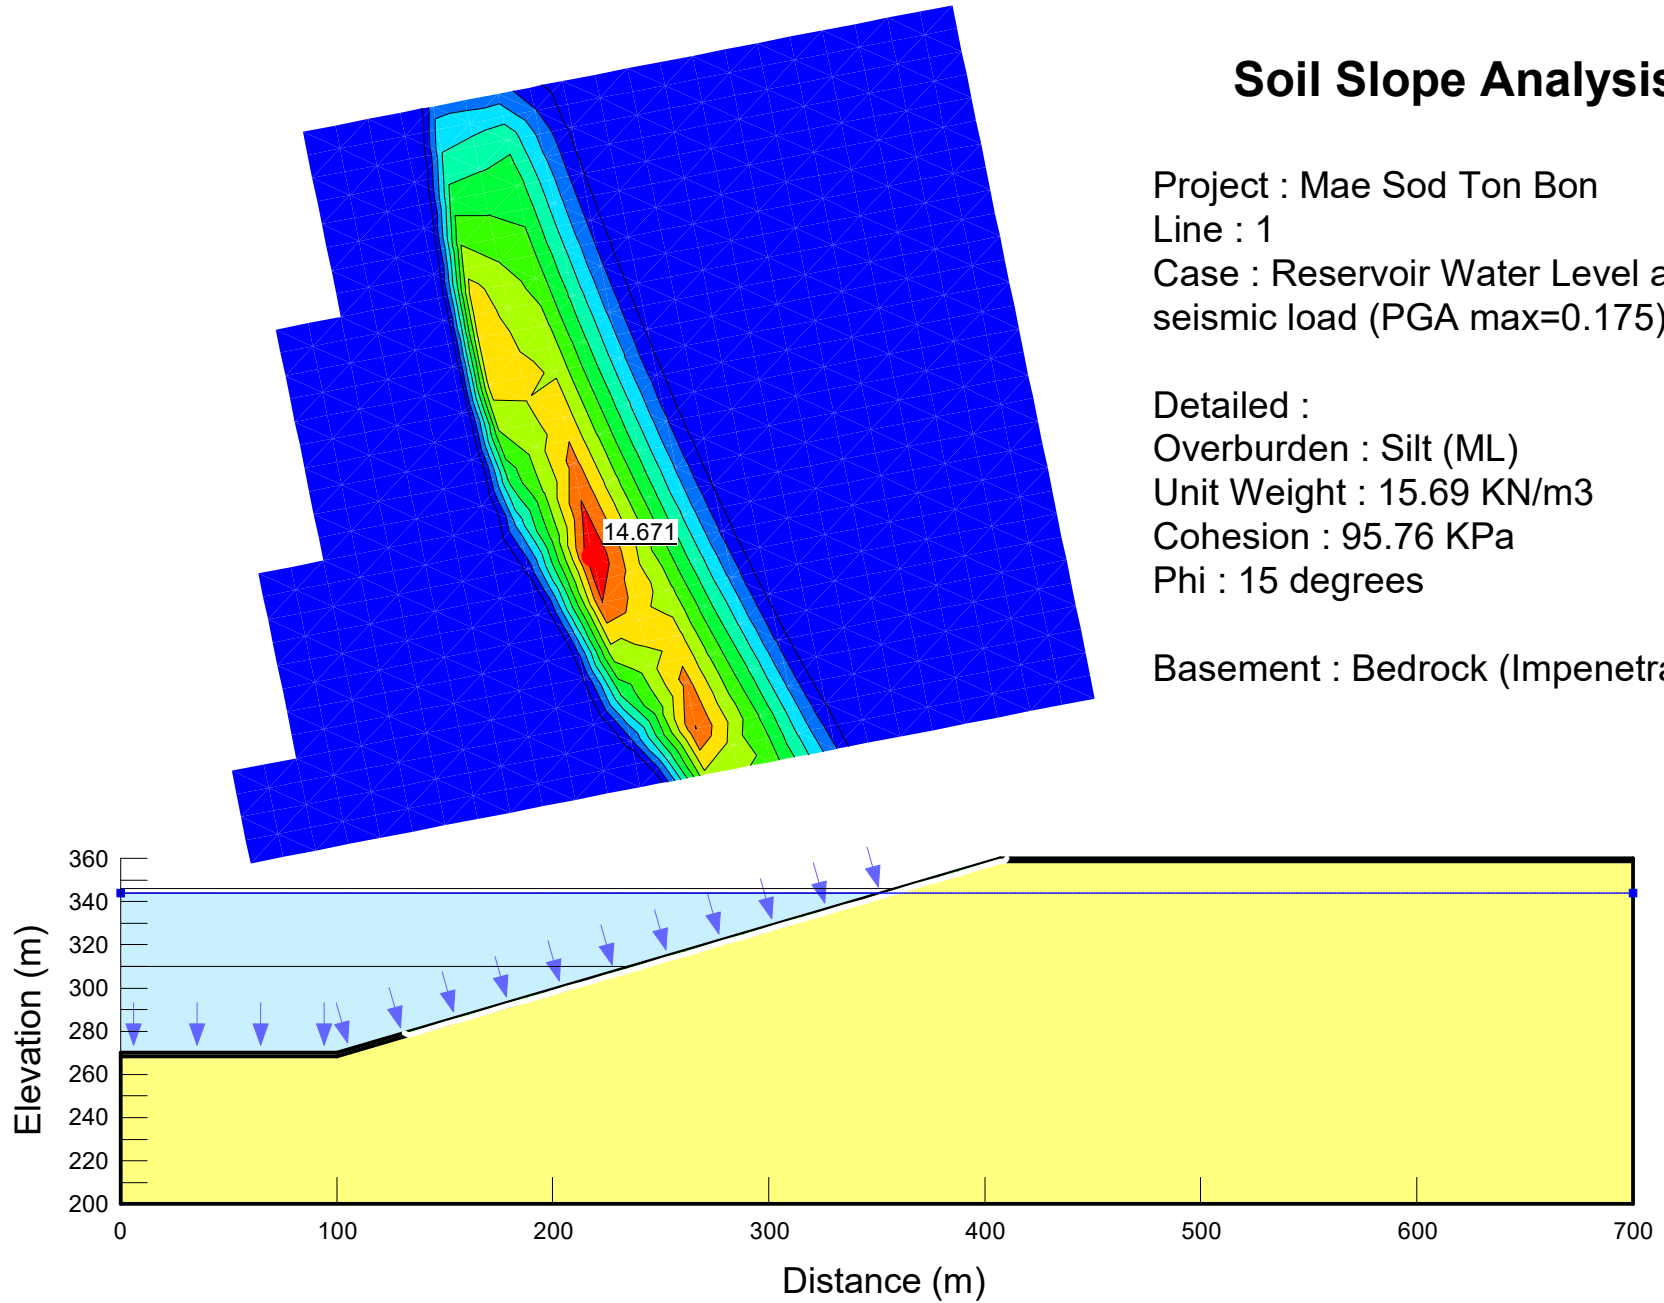 Soil Slope Analysis
Project : Mae Sod Ton Bon
Line : 1
Case : Reservoir Water Level
seismic load (PGA max=0.175)
Detailed :
Overburden : Silt (ML)
Unit Weight : 15.69 KN/m3
Cohesion : 95.76 KPa
Phi : 15 degrees
Basement : Bedrock
14.671
360
340
320
300
280
260
240
220
200
Elevation (m)
0 100 200 300 400 500 600 700
Distance (m)